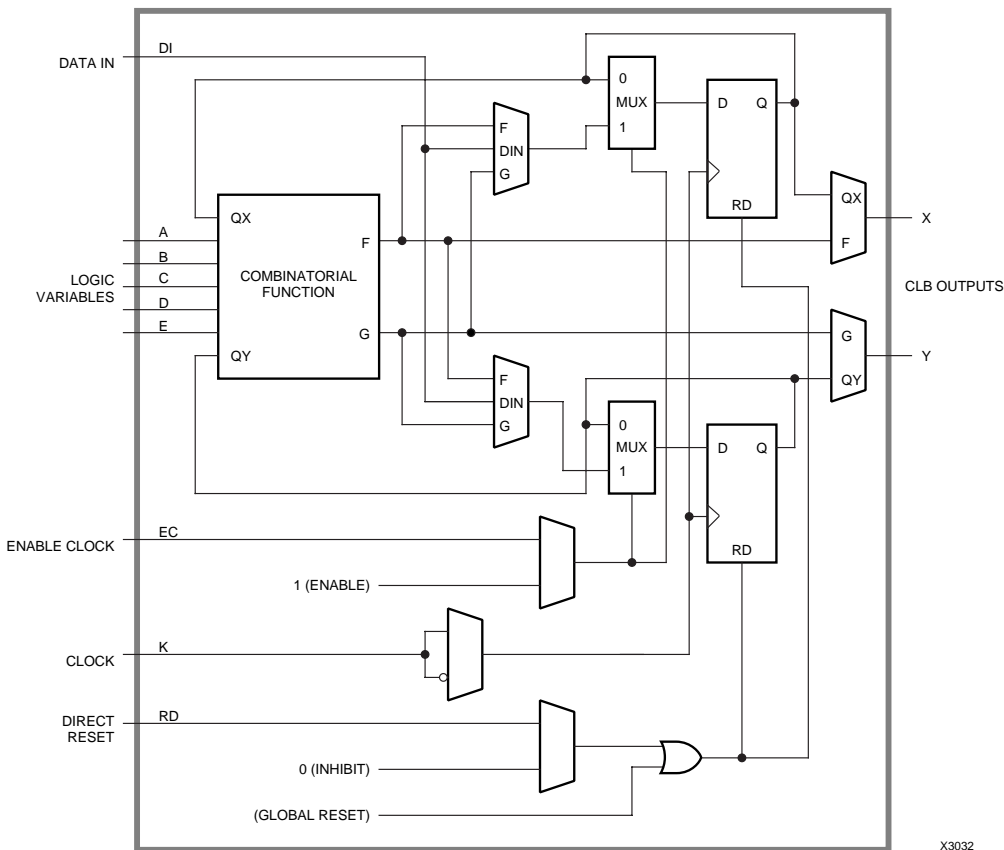 DATA IN
DI
0
MUX
1
D
Q
RD
F
DIN
G
QX
F
X
QX
QY
F
G
COMBINATORIAL
FUNCTION
LOGIC
VARIABLES
A
B
C
D
E
CLB OUTPUTS
G
QY
Y
F
DIN
G
0
MUX
1
D
Q
RD
ENABLE CLOCK
EC
1 (ENABLE)
CLOCK
K
DIRECT
RESET
RD
0 (INHIBIT)
(GLOBAL RESET)
X3032